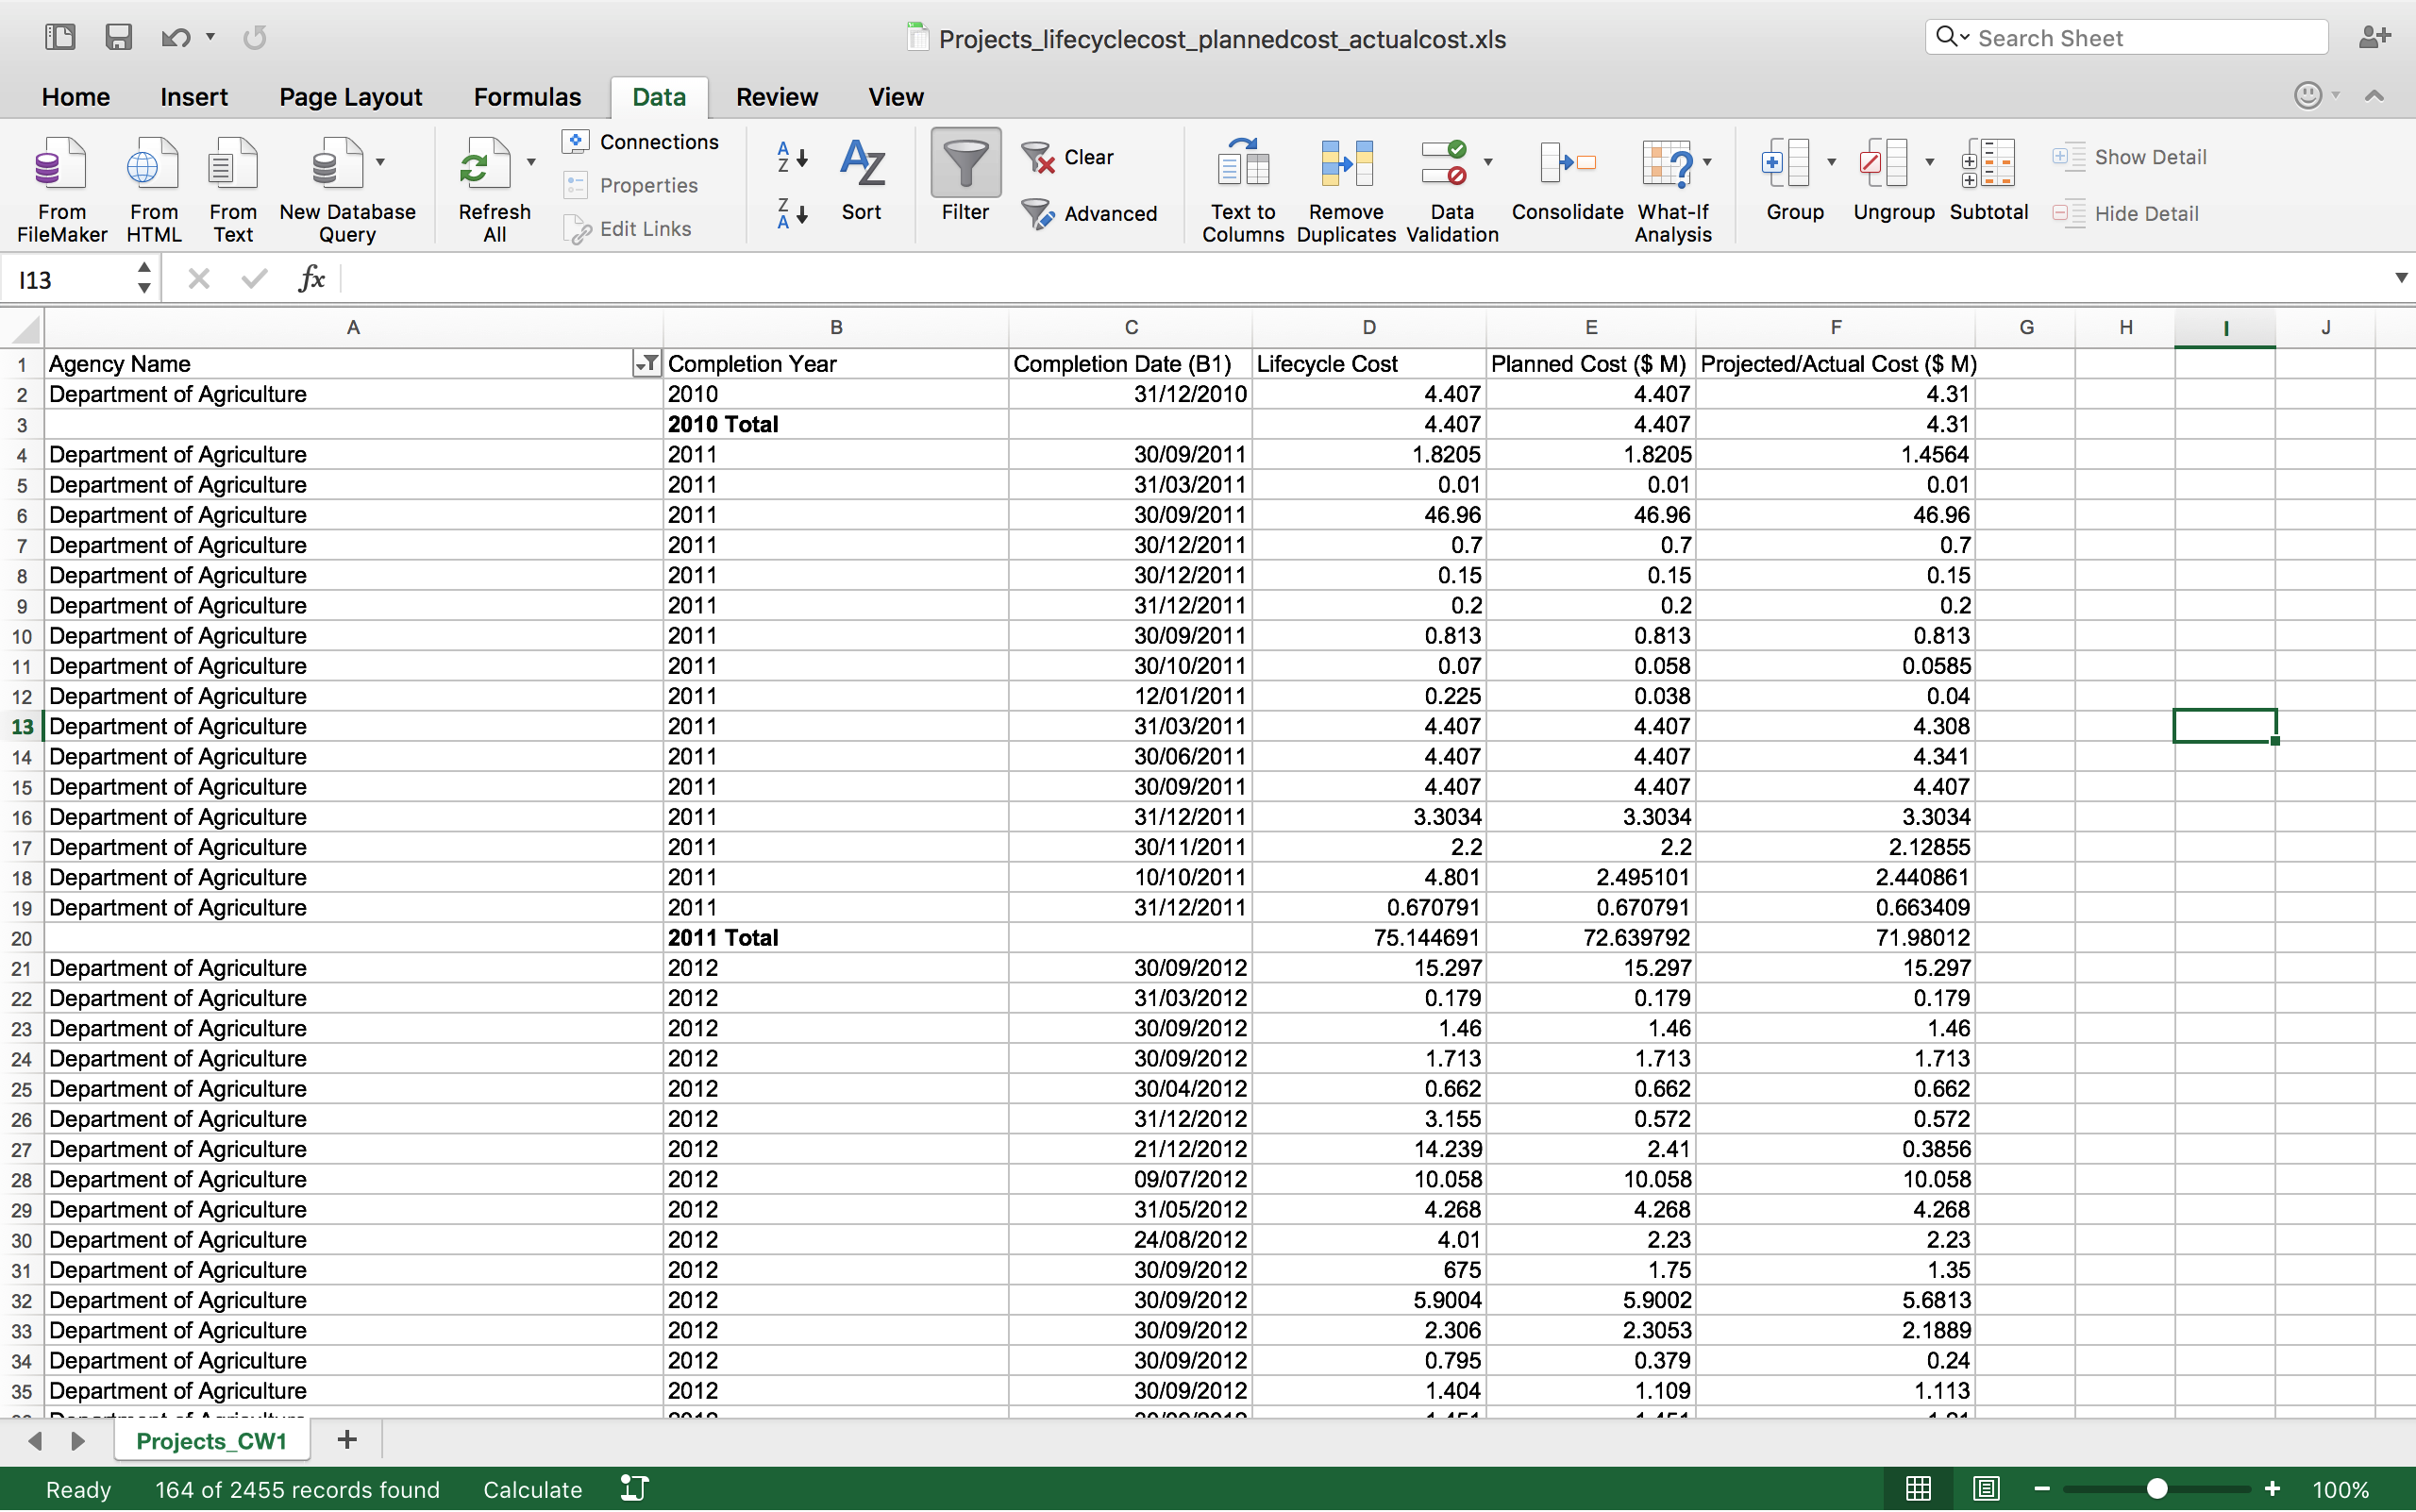 Projects_lifecyclecost_plannedcost_actualcost.xls
Search Sheet
Home Insert Page Layout Formulas Data Review View
From FileMaker
From HTML
From Text
New Database Query
Refresh All
Connections
Properties
Edit Links
A Z
Z A
AZ
Sort
Filter
Clear
Advanced
Text to Columns
Remove Duplicates
Data Validation
Consolidate
What-If Analysis
Group
Ungroup
Subtotal
Show Detail
Hide Detail
I13 fx
A B C D E F G H I J
1 Agency Name Completion Year Completion Date (B1) Lifecycle Cost Planned Cost ($ M) Projected/Actual Cost ($ M)
2 Department of Agriculture 2010 31/12/2010 4.407 4.407 4.31
3 2010 Total 4.407 4.407 4.31
4 Department of Agriculture 2011 30/09/2011 1.8205 1.8205 1.4564
5 Department of Agriculture 2011 31/03/2011 0.01 0.01 0.01
6 Department of Agriculture 2011 30/09/2011 46.96 46.96 46.96
7 Department of Agriculture 2011 30/12/2011 0.7 0.7 0.7
8 Department of Agriculture 2011 30/12/2011 0.15 0.15 0.15
9 Department of Agriculture 2011 31/12/2011 0.2 0.2 0.2
10 Department of Agriculture 2011 30/09/2011 0.813 0.813 0.813
11 Department of Agriculture 2011 30/10/2011 0.07 0.058 0.0585
12 Department of Agriculture 2011 12/01/2011 0.225 0.038 0.04
13 Department of Agriculture 2011 31/03/2011 4.407 4.407 4.308
14 Department of Agriculture 2011 30/06/2011 4.407 4.407 4.341
15 Department of Agriculture 2011 30/09/2011 4.407 4.407 4.407
16 Department of Agriculture 2011 31/12/2011 3.3034 3.3034 3.3034
17 Department of Agriculture 2011 30/11/2011 2.2 2.2 2.12855
18 Department of Agriculture 2011 10/10/2011 4.801 2.495101 2.440861
19 Department of Agriculture 2011 31/12/2011 0.670791 0.670791 0.663409
20 2011 Total 75.144691 72.639792 71.98012
21 Department of Agriculture 2012 30/09/2012 15.297 15.297 15.297
22 Department of Agriculture 2012 31/03/2012 0.179 0.179 0.179
23 Department of Agriculture 2012 30/09/2012 1.46 1.46 1.46
24 Department of Agriculture 2012 30/09/2012 1.713 1.713 1.713
25 Department of Agriculture 2012 30/04/2012 0.662 0.662 0.662
26 Department of Agriculture 2012 31/12/2012 3.155 0.572 0.572
27 Department of Agriculture 2012 21/12/2012 14.239 2.41 0.3856
28 Department of Agriculture 2012 09/07/2012 10.058 10.058 10.058
29 Department of Agriculture 2012 31/05/2012 4.268 4.268 4.268
30 Department of Agriculture 2012 24/08/2012 4.01 2.23 2.23
31 Department of Agriculture 2012 30/09/2012 675 1.75 1.35
32 Department of Agriculture 2012 30/09/2012 5.9004 5.9002 5.6813
33 Department of Agriculture 2012 30/09/2012 2.306 2.3053 2.1889
34 Department of Agriculture 2012 30/09/2012 0.795 0.379 0.24
35 Department of Agriculture 2012 30/09/2012 1.404 1.109 1.113
Projects_CW1 +
Ready 164 of 2455 records found Calculate 100%